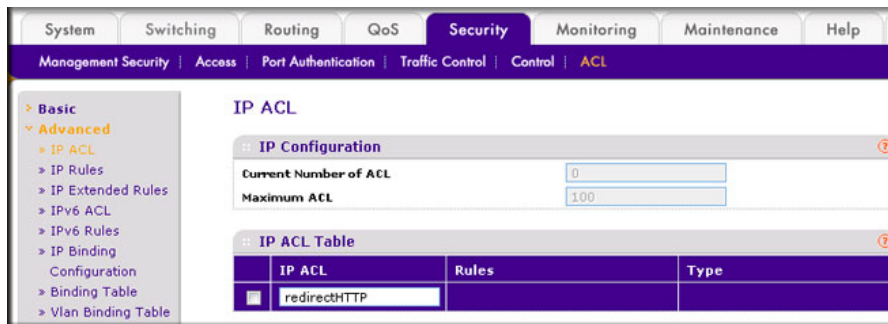 System Switching Routing QoS Security Monitoring Maintenance Help
Management Security | Access | Port Authentication | Traffic Control | Control | ACL
Basic
Advanced
» IP ACL
» IP Rules
» IP Extended Rules
» IPv6 ACL
» IPv6 Rules
» IP Binding
Configuration
» Binding Table
» Vlan Binding Table
IP ACL
IP Configuration
Current Number of ACL 0
Maximum ACL 100
IP ACL Table
IP ACL Rules Type
redirectHTTP